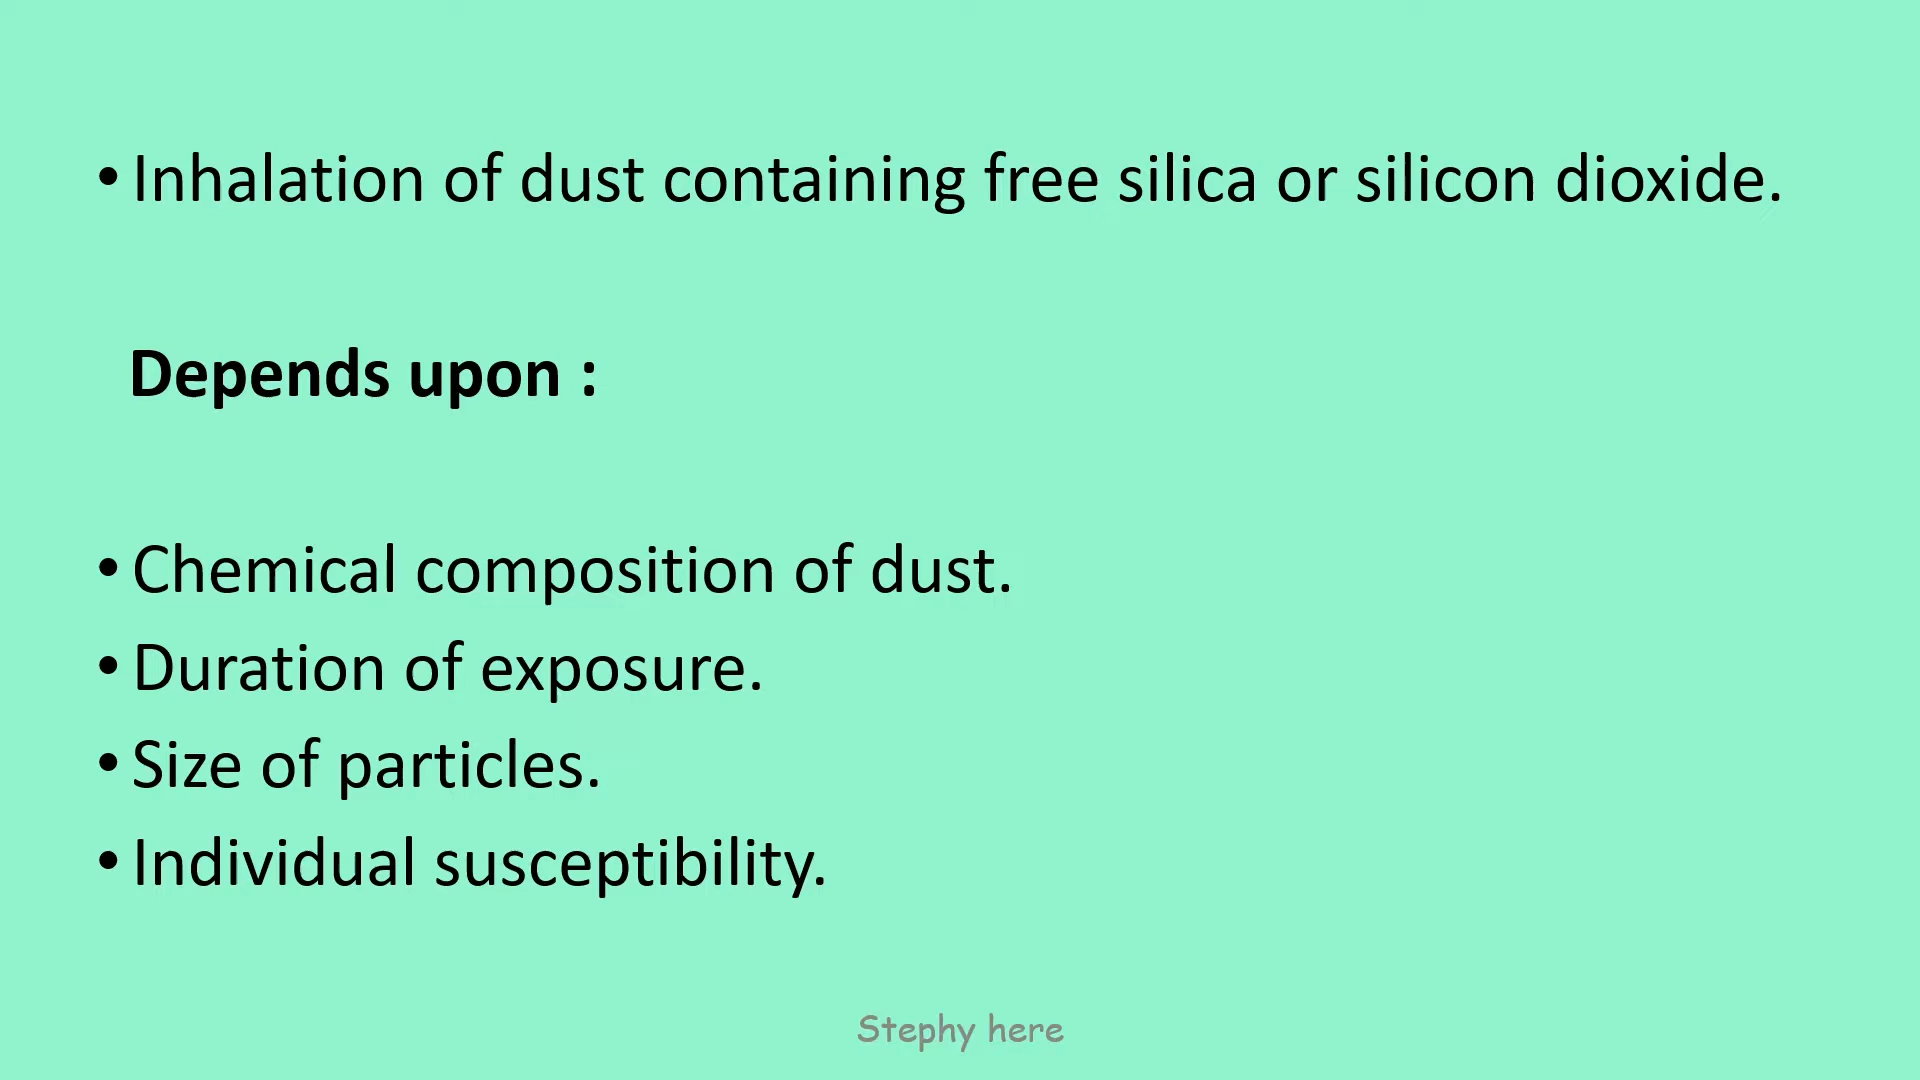 • Inhalation of dust containing free silica or silicon dioxide.
Depends upon :
• Chemical composition of dust.
• Duration of exposure.
• Size of particles.
• Individual susceptibility.
Stephy here